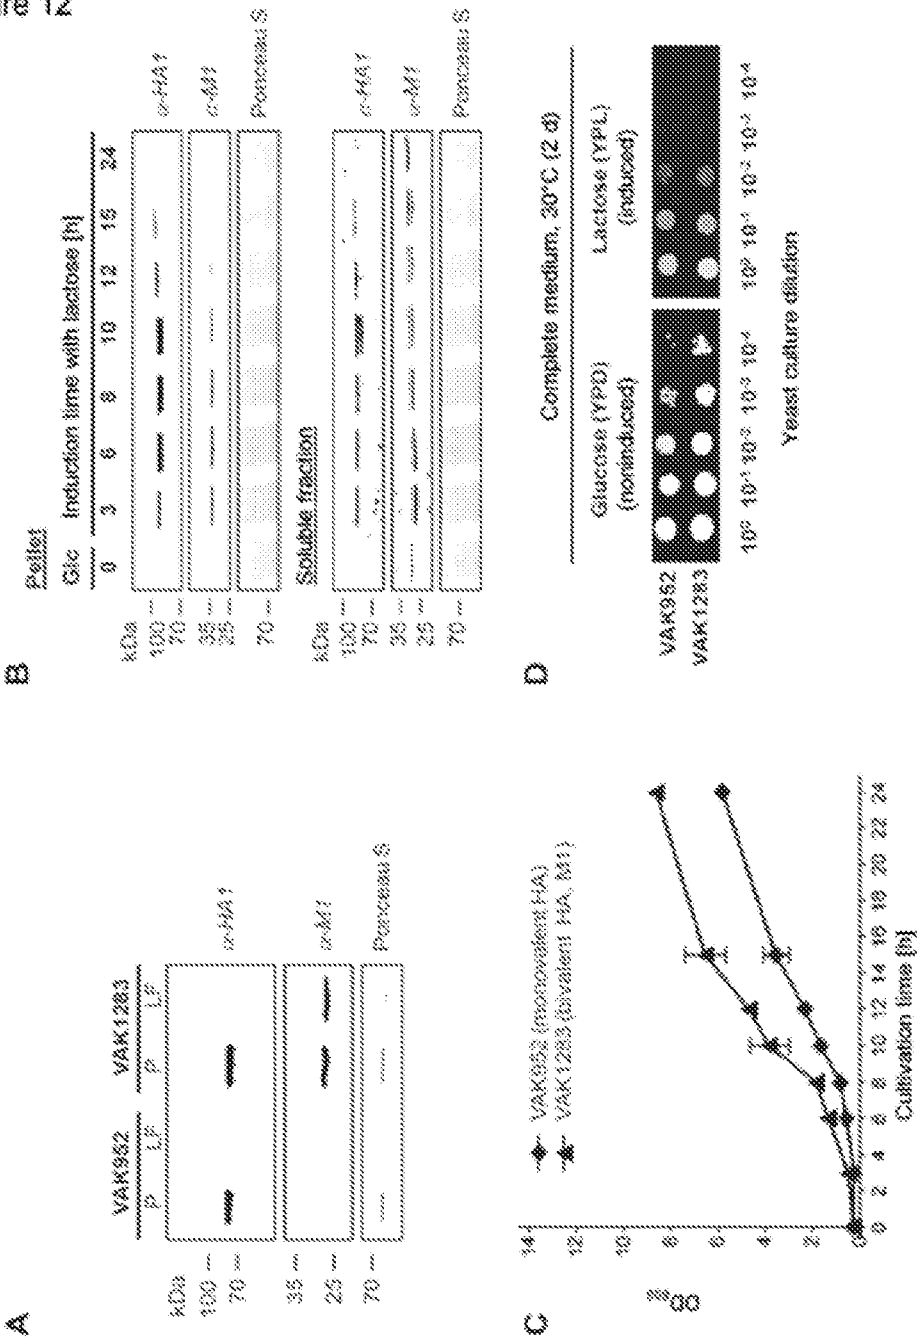 12
A
VAK952 VAK1283
P LF P LF
kDa
100
70
α-HA1
35
25
α-M1
70
Ponceau S
B
Pellet
Glc Induction time with lactose [h]
0 3 6 8 10 12 15 24
kDa
100
70
α-HA1
35
25
α-M1
70
Ponceau S
Soluble fraction
kDa
100
70
α-HA1
35
25
α-M1
70
Ponceau S
C
VAK952 (monovalent HA)
VAK1283 (bivalent HA, M1)
14
12
10
8
6
4
2
0
0 2 4 6 8 10 12 14 16 18 20 22 24
Cultivation time [h]
D
Complete medium, 30°C (2 d)
Glucose (YPD) Lactose (YPL)
(noninduced) (induced)
VAK952
VAK1283
10⁰ 10⁻¹ 10⁻² 10⁻³ 10⁻⁴ 10⁰ 10⁻¹ 10⁻² 10⁻³ 10⁻⁴
Yeast culture dilution